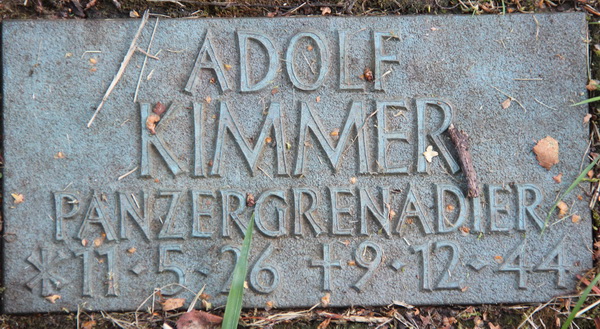 ADOLF
KIMMER
PANZERGRENADIER
* 11·5·26 † 9·12·44